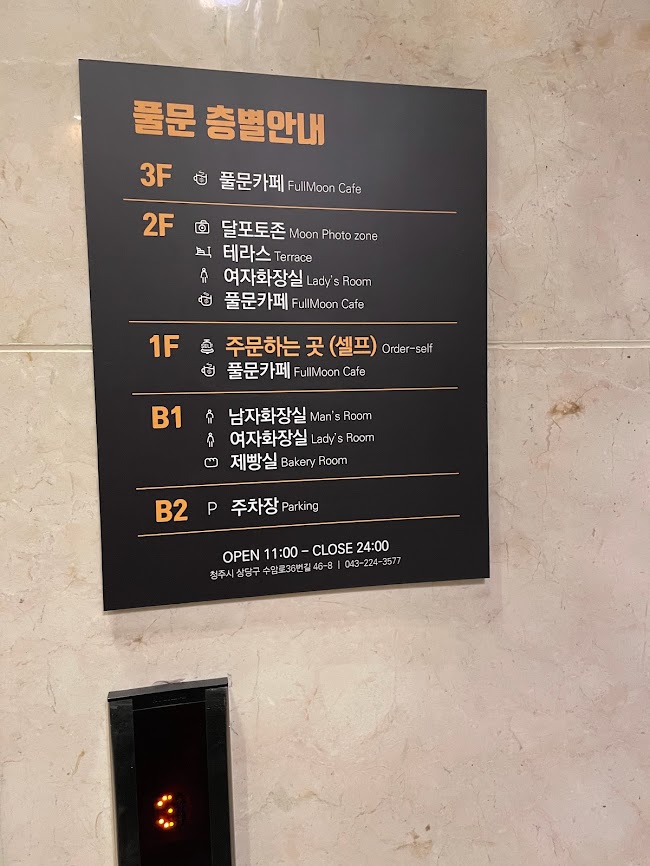 풀문 층별안내
3F 풀문카페 FullMoon Cafe
2F 달포토존 Moon Photo zone
테라스 Terrace
여자화장실 Lady's Room
풀문카페 FullMoon Cafe
1F 주문하는 곳 (셀프) Order-self
풀문카페 FullMoon Cafe
B1 남자화장실 Man's Room
여자화장실 Lady's Room
제빵실 Bakery Room
B2 P 주차장 Parking
OPEN 11:00 - CLOSE 24:00
청주시 상당구 수암로36번길 46-8 | 043-224-3577